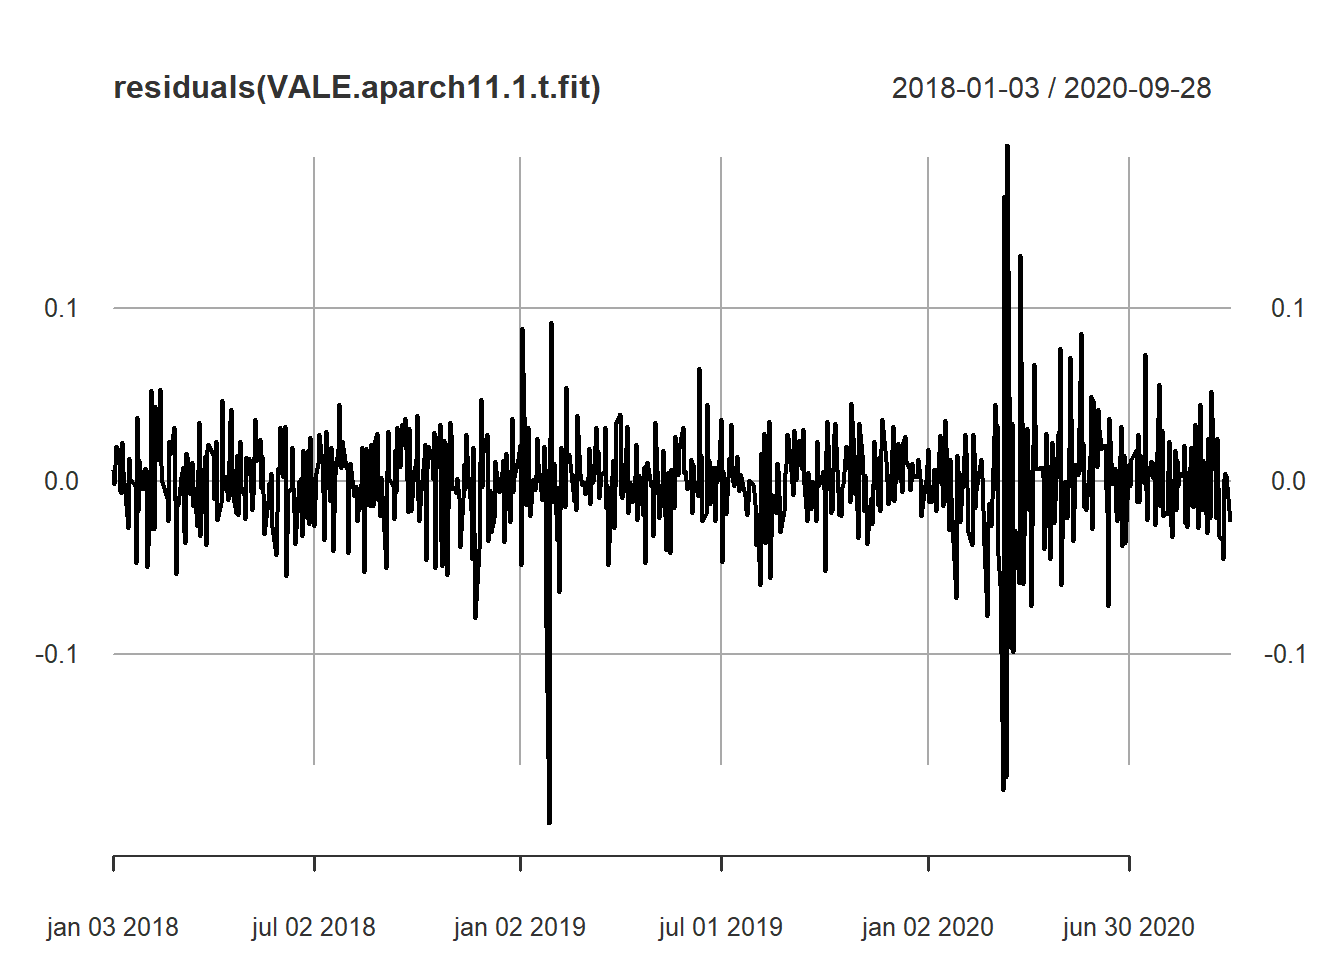 residuals(VALE.aparch11.1.t.fit) 2018-01-03 / 2020-09-28
0.1 0.1
0.0 0.0
-0.1 -0.1
jan 03 2018 jul 02 2018 jan 02 2019 jul 01 2019 jan 02 2020 jun 30 2020